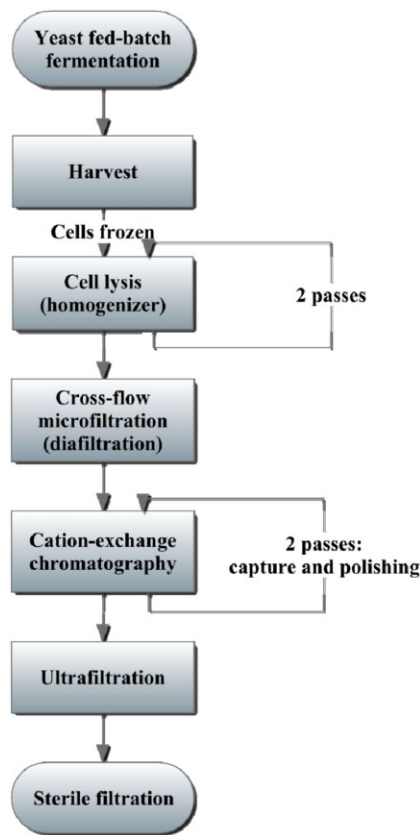 Yeast fed-batch
fermentation
Harvest
Cells frozen
Cell lysis
(homogenizer)
2 passes
Cross-flow
microfiltration
(diafiltration)
Cation-exchange
chromatography
2 passes:
capture and polishing
Ultrafiltration
Sterile filtration